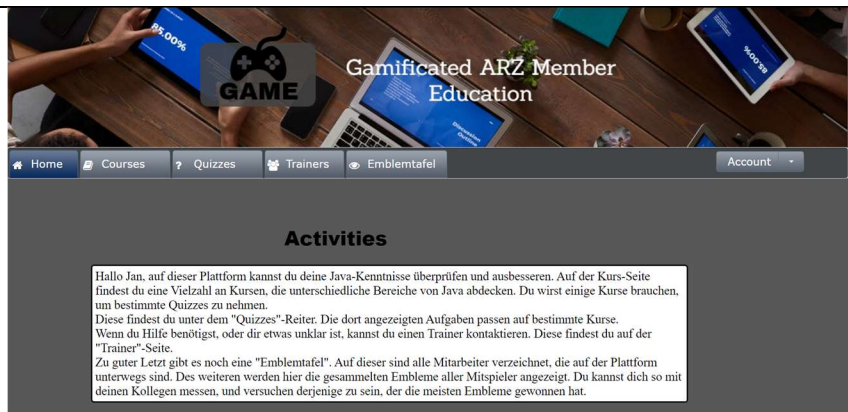 85.00%
GAME
Gamificated ARZ Member
Education
85.00%
Discussion
Outline
Home
Courses
? Quizzes
Trainers
Emblemtafel
Account
Activities
Hallo Jan, auf dieser Plattform kannst du deine Java-Kenntnisse überprüfen und ausbessern. Auf der Kurs-Seite
findest du eine Vielzahl an Kursen, die unterschiedliche Bereiche von Java abdecken. Du wirst einige Kurse brauchen,
um bestimmte Quizzes zu nehmen.
Diese findest du unter dem "Quizzes"-Reiter. Die dort angezeigten Aufgaben passen auf bestimmte Kurse.
Wenn du Hilfe benötigst, oder dir etwas unklar ist, kannst du einen Trainer kontaktieren. Diese findest du auf der
"Trainer"-Seite.
Zu guter Letzt gibt es noch eine "Emblemtafel". Auf dieser sind alle Mitarbeiter verzeichnet, die auf der Plattform
unterwegs sind. Des weiteren werden hier die gesammelten Embleme aller Mitspieler angezeigt. Du kannst dich so mit
deinen Kollegen messen, und versuchen derjenige zu sein, der die meisten Embleme gewonnen hat.